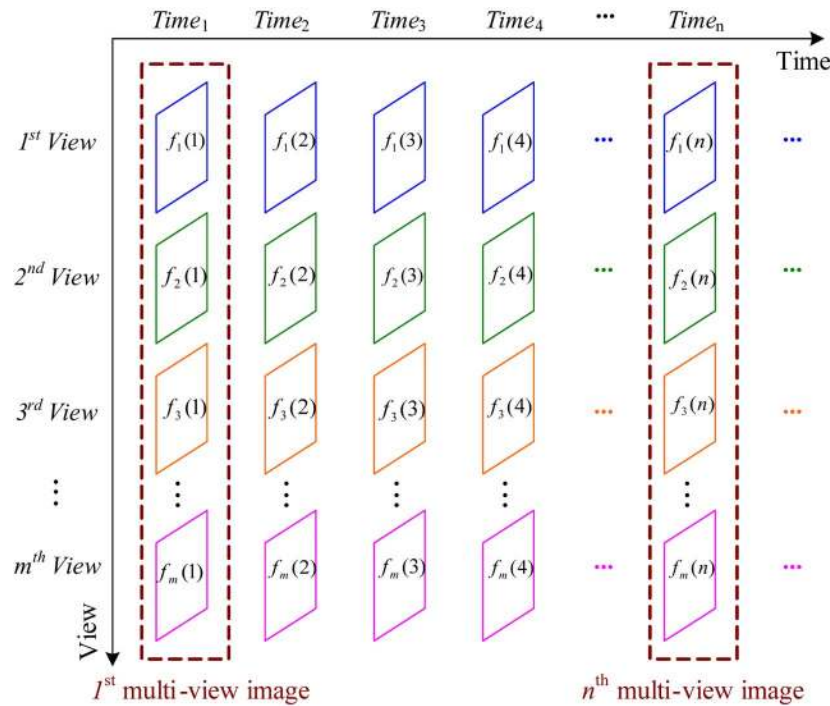 Time₁ Time₂ Time₃ Time₄ ... Timeₙ
Time
1ˢᵗ View f₁(1) f₁(2) f₁(3) f₁(4) ... f₁(n) ...
2ⁿᵈ View f₂(1) f₂(2) f₂(3) f₂(4) ... f₂(n) ...
3ʳᵈ View f₃(1) f₃(2) f₃(3) f₃(4) ... f₃(n) ...
⋮ ⋮ ⋮ ⋮ ⋮ ⋮
mᵗʰ View fₘ(1) fₘ(2) fₘ(3) fₘ(4) ... fₘ(n) ...
View
1ˢᵗ multi-view image nᵗʰ multi-view image